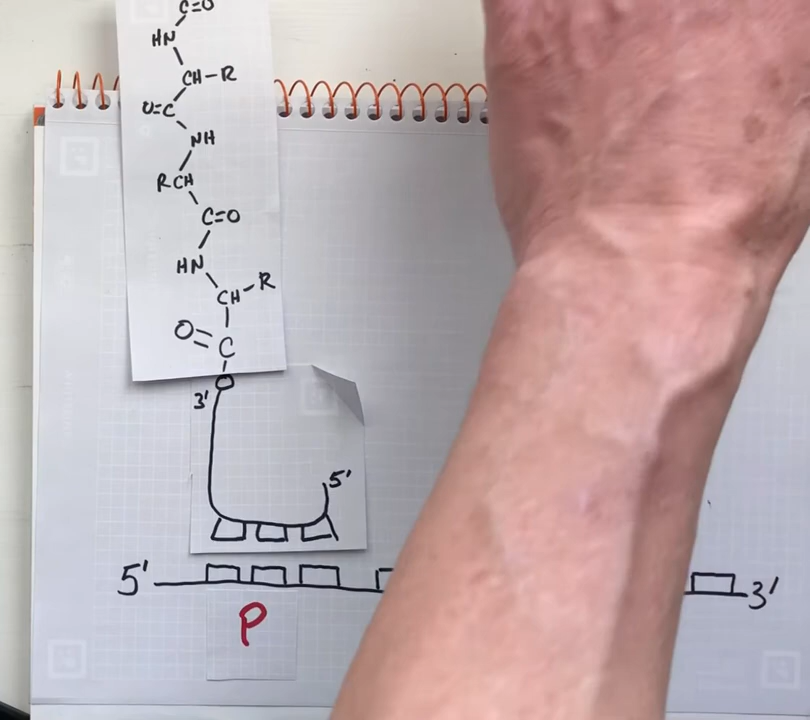 C=O
HN
CH-R
O=C
NH
RCH
C=O
HN
CH-R
O=C
O
3'
5'
5' 3'
P